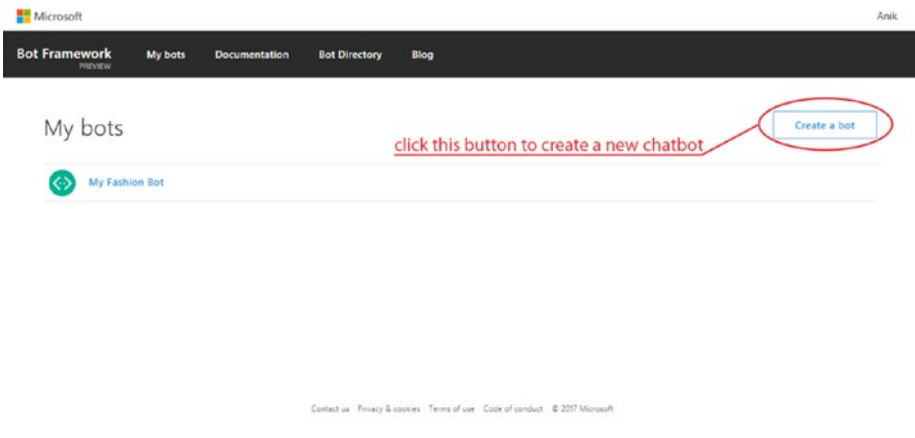 Microsoft Anik
Bot Framework My bots Documentation Bot Directory Blog
PREVIEW
My bots
Create a bot
click this button to create a new chatbot
My Fashion Bot
Contact us Privacy & cookies Terms of use Code of conduct © 2017 Microsoft